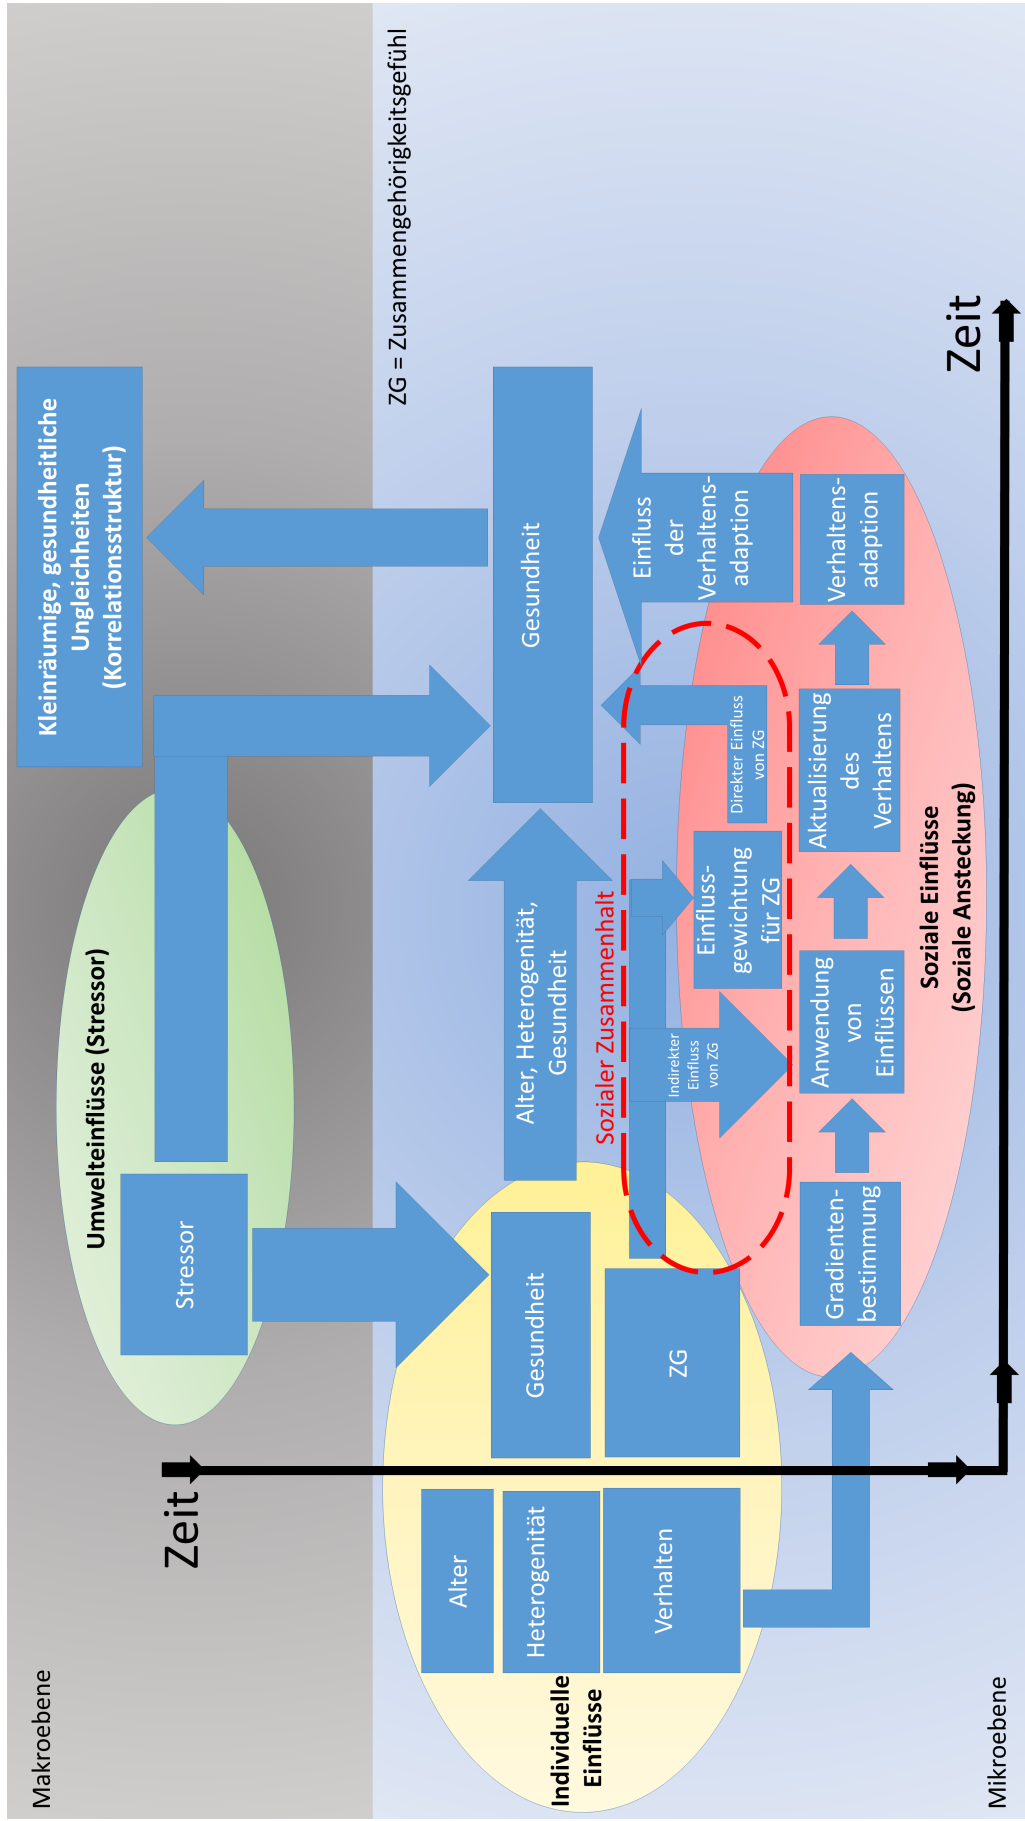 Makroebene
Umwelteinflüsse (Stressor)
Stressor
Kleinräumige, gesundheitliche
Ungleichheiten
(Korrelationsstruktur)
Zeit
ZG = Zusammengehörigkeitsgefühl
Individuelle
Einflüsse
Alter
Heterogenität
Verhalten
Gesundheit
ZG
Alter, Heterogenität,
Gesundheit
Gesundheit
Sozialer Zusammenhalt
Indirekter
Einfluss
von ZG
Einfluss-
gewichtung
für ZG
Direkter Einfluss
von ZG
Einfluss
der
Verhaltens-
adaption
Gradienten-
bestimmung
Anwendung
von
Einflüssen
Aktualisierung
des
Verhaltens
Verhaltens-
adaption
Soziale Einflüsse
(Soziale Ansteckung)
Zeit
Mikroebene